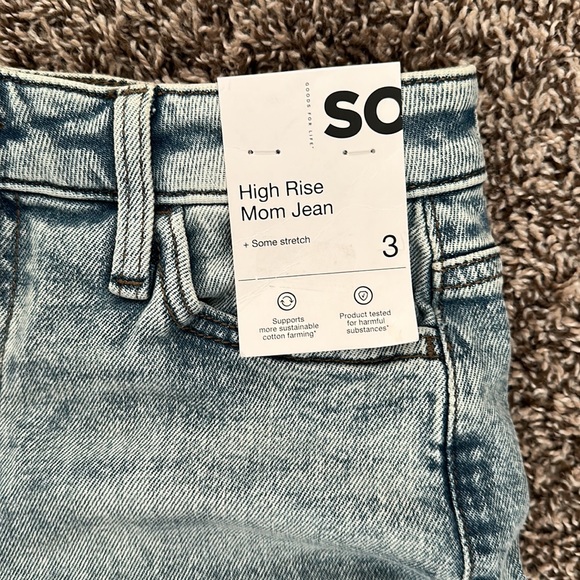 GOODS FOR LIFE.
SO
High Rise
Mom Jean
+ Some stretch
3
Supports
more sustainable
cotton farming*
Product tested
for harmful
substances*